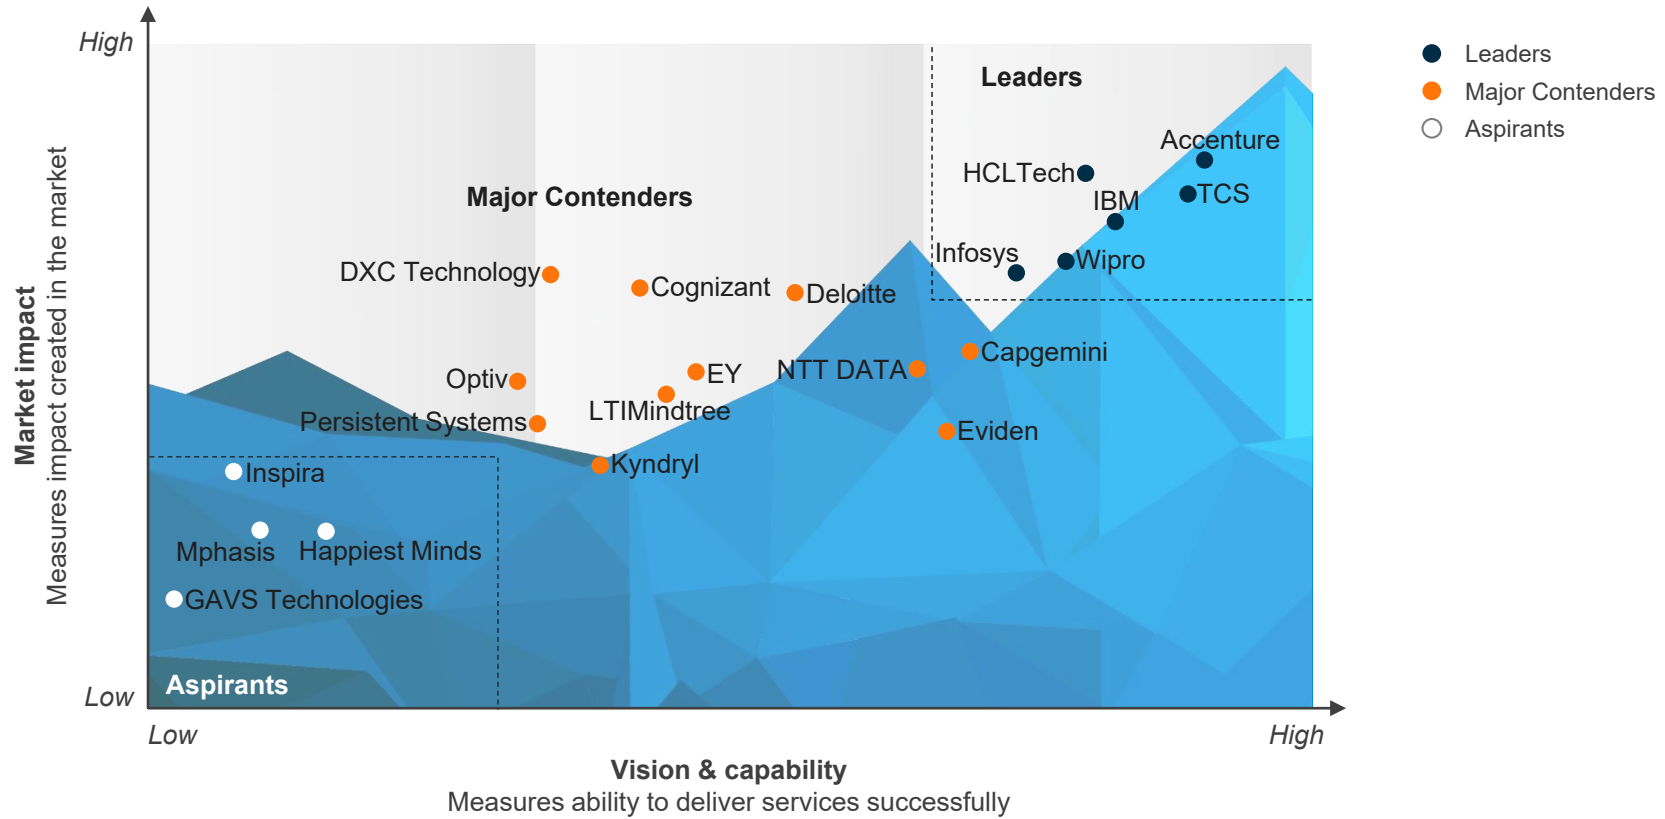 High
Leaders
Leaders
Major Contenders
Aspirants
Accenture
HCLTech
TCS
IBM
Major Contenders
Infosys
Wipro
DXC Technology
Cognizant
Deloitte
Capgemini
NTT DATA
EY
Optiv
LTIMindtree
Persistent Systems
Eviden
Kyndryl
Inspira
Mphasis
Happiest Minds
GAVS Technologies
Aspirants
Market impact
Measures impact created in the market
Low
Low
High
Vision & capability
Measures ability to deliver services successfully